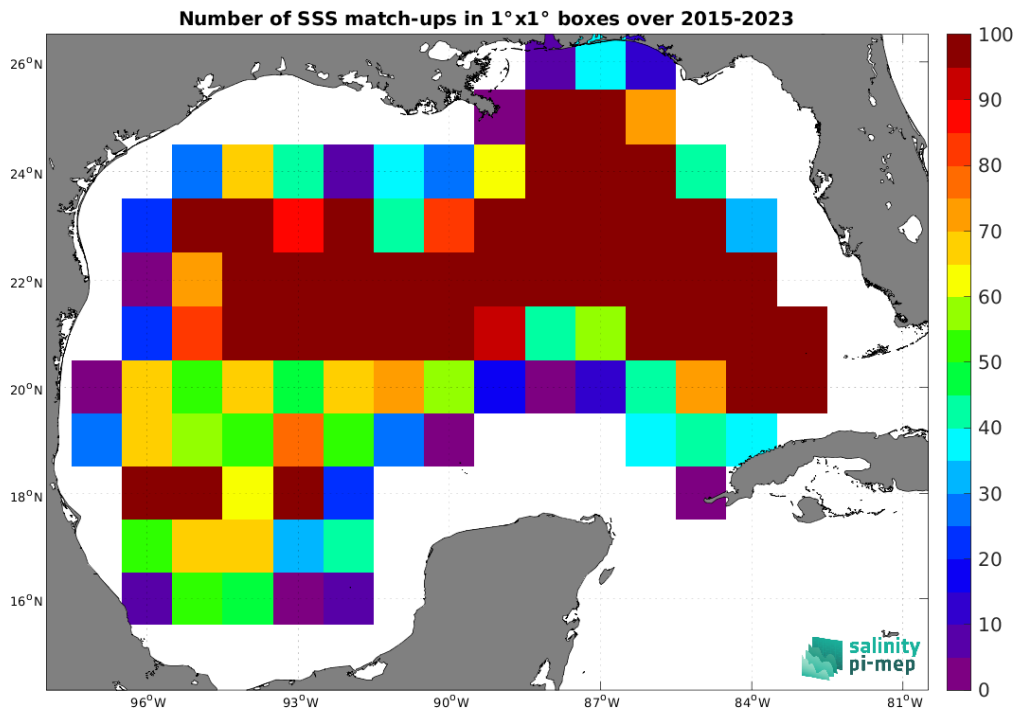 Number of SSS match-ups in 1°x1° boxes over 2015-2023
26°N
24°N
22°N
20°N
18°N
16°N
96°W
93°W
90°W
87°W
84°W
81°W
100
90
80
70
60
50
40
30
20
10
0
salinity
pi-mep